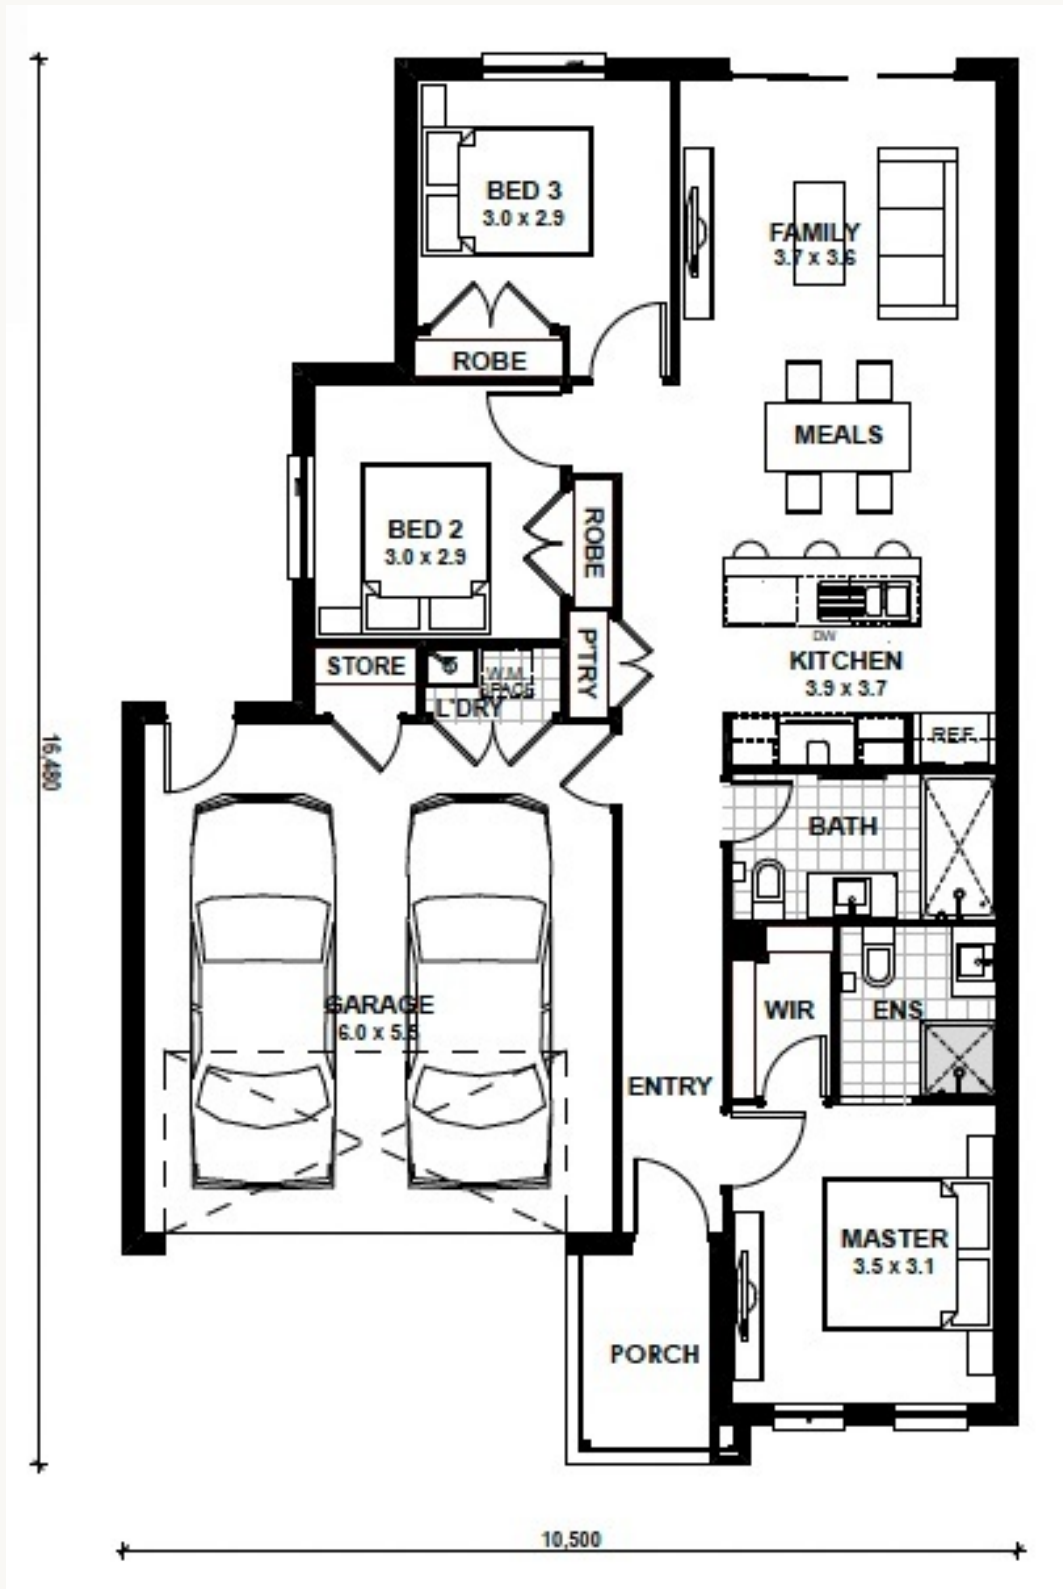 BED 3
3.0 x 2.9
FAMILY
3.7 x 3.6
ROBE
MEALS
BED 2
3.0 x 2.9
ROBE
DW
KITCHEN
3.9 x 3.7
STORE
W.M.
SPACE
L'DRY
P'TRY
REF.
16,480
BATH
GARAGE
6.0 x 5.5
WIR
ENS
ENTRY
MASTER
3.5 x 3.1
PORCH
10,500